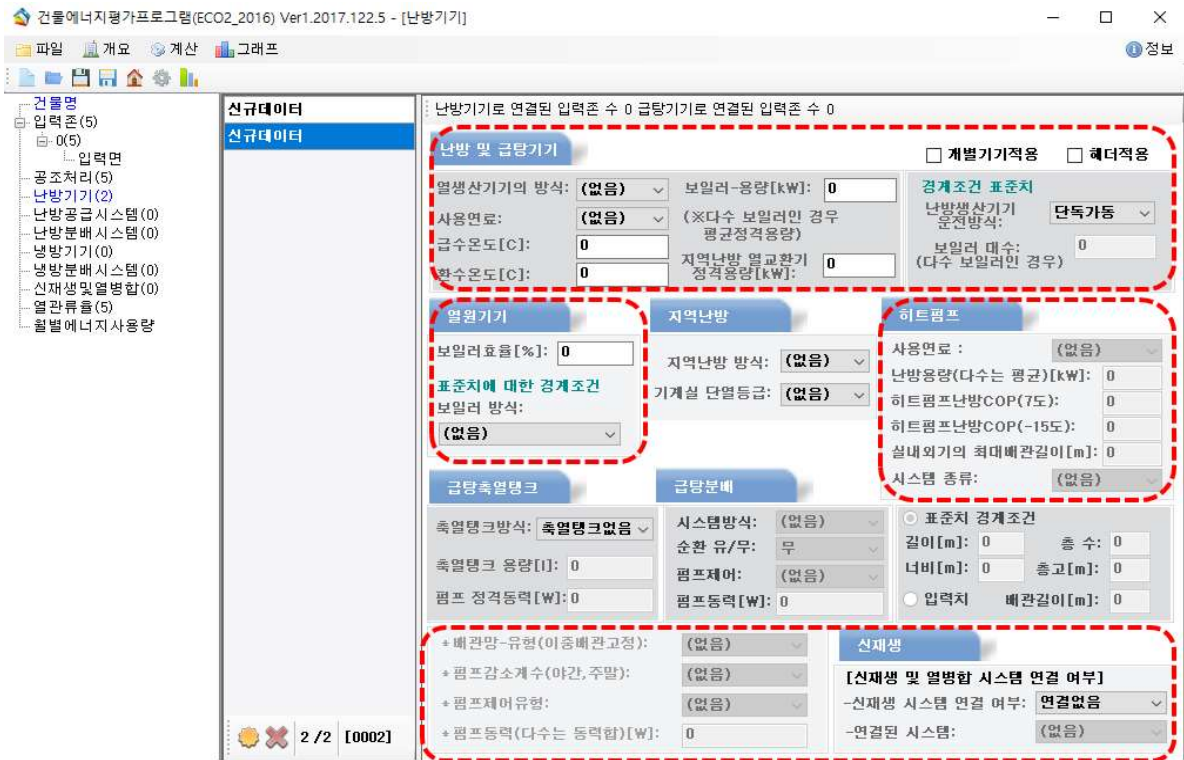 건물에너지평가프로그램(ECO2_2016) Ver1.2017.122.5 - [난방기기]
파일 개요 계산 그래프 정보
건물명
입력존(5)
0(5)
입력면
공조처리(5)
난방기기(2)
난방공급시스템(0)
난방분배시스템(0)
냉방기기(0)
냉방분배시스템(0)
신재생및열병합(0)
열관류율(5)
월별에너지사용량
신규데이터
신규데이터
2 /2 [0002]
난방기기로 연결된 입력존 수 0 급탕기기로 연결된 입력존 수 0
난방 및 급탕기기
개별기기적용 헤더적용
열생산기기의 방식: (없음)
사용연료: (없음)
급수온도[C]: 0
환수온도[C]: 0
보일러-용량[kW]: 0
(※다수 보일러인 경우
평균정격용량)
지역난방 열교환기
정격용량[kW]: 0
경계조건 표준치
난방생산기기
운전방식: 단독가동
보일러 대수: 0
(다수 보일러인 경우)
열원기기
보일러효율[%]: 0
표준치에 대한 경계조건
보일러 방식:
(없음)
지역난방
지역난방 방식: (없음)
기계실 단열등급: (없음)
히트펌프
사용연료 : (없음)
난방용량(다수는 평균)[kW]: 0
히트펌프난방COP(7도): 0
히트펌프난방COP(-15도): 0
실내외기의 최대배관길이[m]: 0
시스템 종류: (없음)
급탕축열탱크
축열탱크방식: 축열탱크없음
축열탱크 용량[l]: 0
펌프 정격동력[W]: 0
급탕분배
시스템방식: (없음)
순환 유/무: 무
펌프제어: (없음)
펌프동력[W]: 0
표준치 경계조건
길이[m]: 0 층 수: 0
너비[m]: 0 층고[m]: 0
입력치 배관길이[m]: 0
*배관망-유형(이중배관고정): (없음)
*펌프감소계수(야간,주말): (없음)
*펌프제어유형: (없음)
*펌프동력(다수는 동력합)[W]: 0
신재생
[신재생 및 열병합 시스템 연결 여부]
-신재생 시스템 연결 여부: 연결없음
-연결된 시스템: (없음)